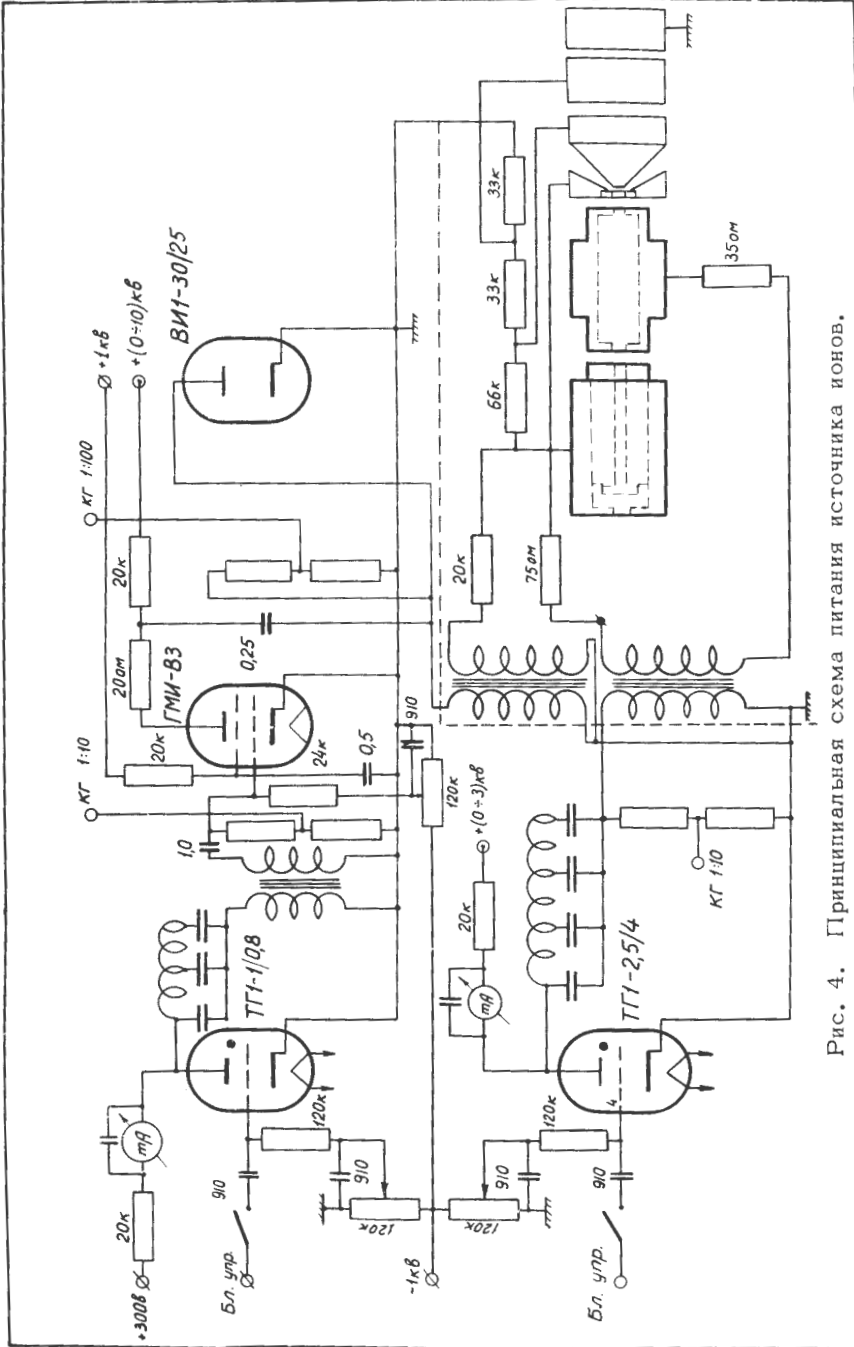 +300в
20к
mA
ТГ1-1/0,8
Бл. упр.
910
120к
910
120к
-1кв
КГ 1:10
1,0
20к
ГМИ-83
24к
0,5
910
120к
20ом
20к
0,25
КГ 1:100
+1кв
+(0÷10)кв
ВИ1-30/25
Бл. упр.
910
120к
910
120к
4
ТГ1-2,5/4
mA
20к
+(0÷3)кв
КГ 1:10
20к
75ом
66к
33к
33к
35ом
Рис. 4. Принципиальная схема питания источника ионов.